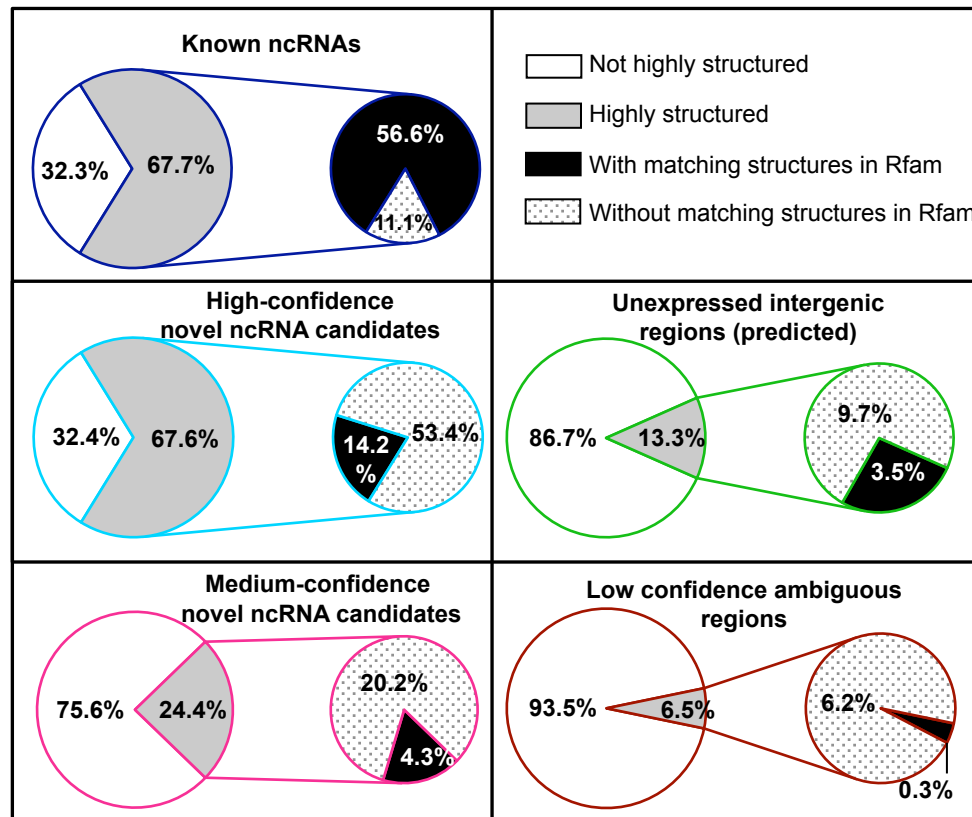 Known ncRNAs
32.3%
67.7%
56.6%
11.1%
Not highly structured
Highly structured
With matching structures in Rfam
Without matching structures in Rfam
High-confidence
novel ncRNA candidates
32.4%
67.6%
14.2
%
53.4%
Unexpressed intergenic
regions (predicted)
86.7%
13.3%
9.7%
3.5%
Medium-confidence
novel ncRNA candidates
75.6%
24.4%
20.2%
4.3%
Low confidence ambiguous
regions
93.5%
6.5%
6.2%
0.3%